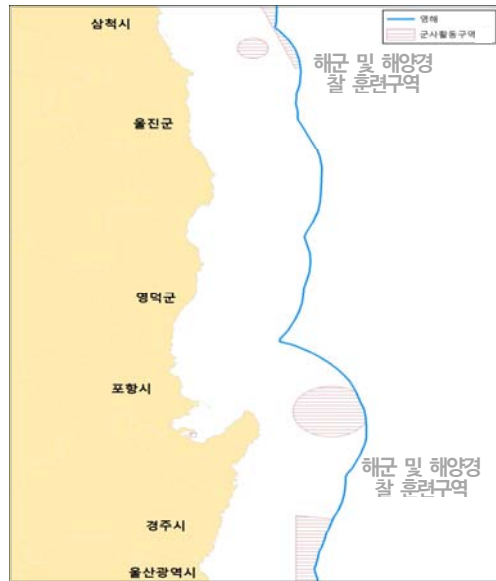 삼척시
영해
군사활동구역
해군 및 해양경
찰 훈련구역
울진군
영덕군
포항시
해군 및 해양경
찰 훈련구역
경주시
울산광역시